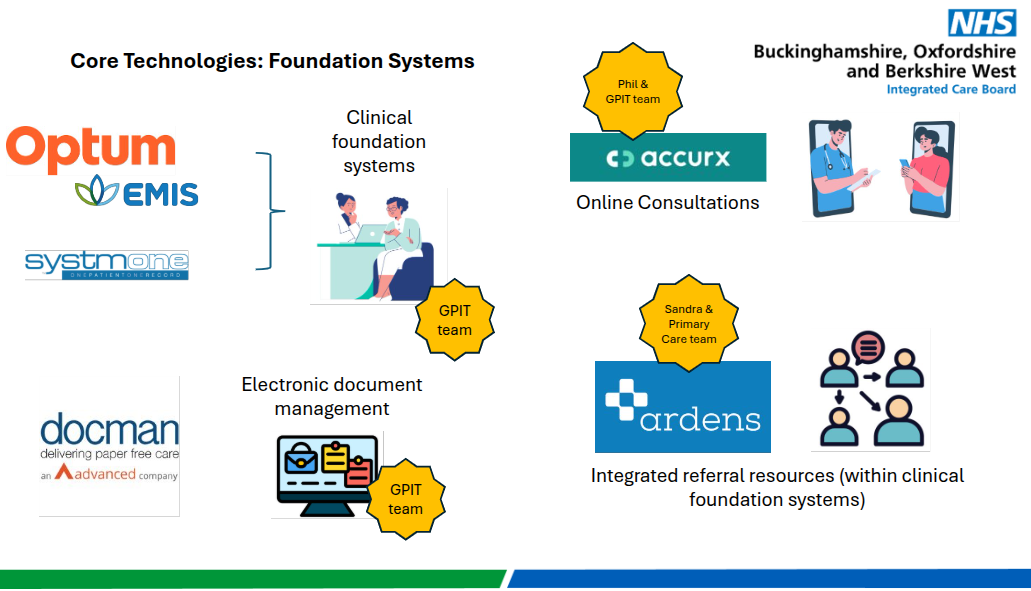 NHS
Buckinghamshire, Oxfordshire
and Berkshire West
Integrated Care Board
Core Technologies: Foundation Systems
Optum
EMIS
systmone
ONEPATIENTONERECORD
Clinical
foundation
systems
GPIT
team
Phil &
GPIT team
accurx
Online Consultations
docman
delivering paper free care
an advanced company
Electronic document
management
GPIT
team
Sandra &
Primary
Care team
ardens
Integrated referral resources (within clinical
foundation systems)